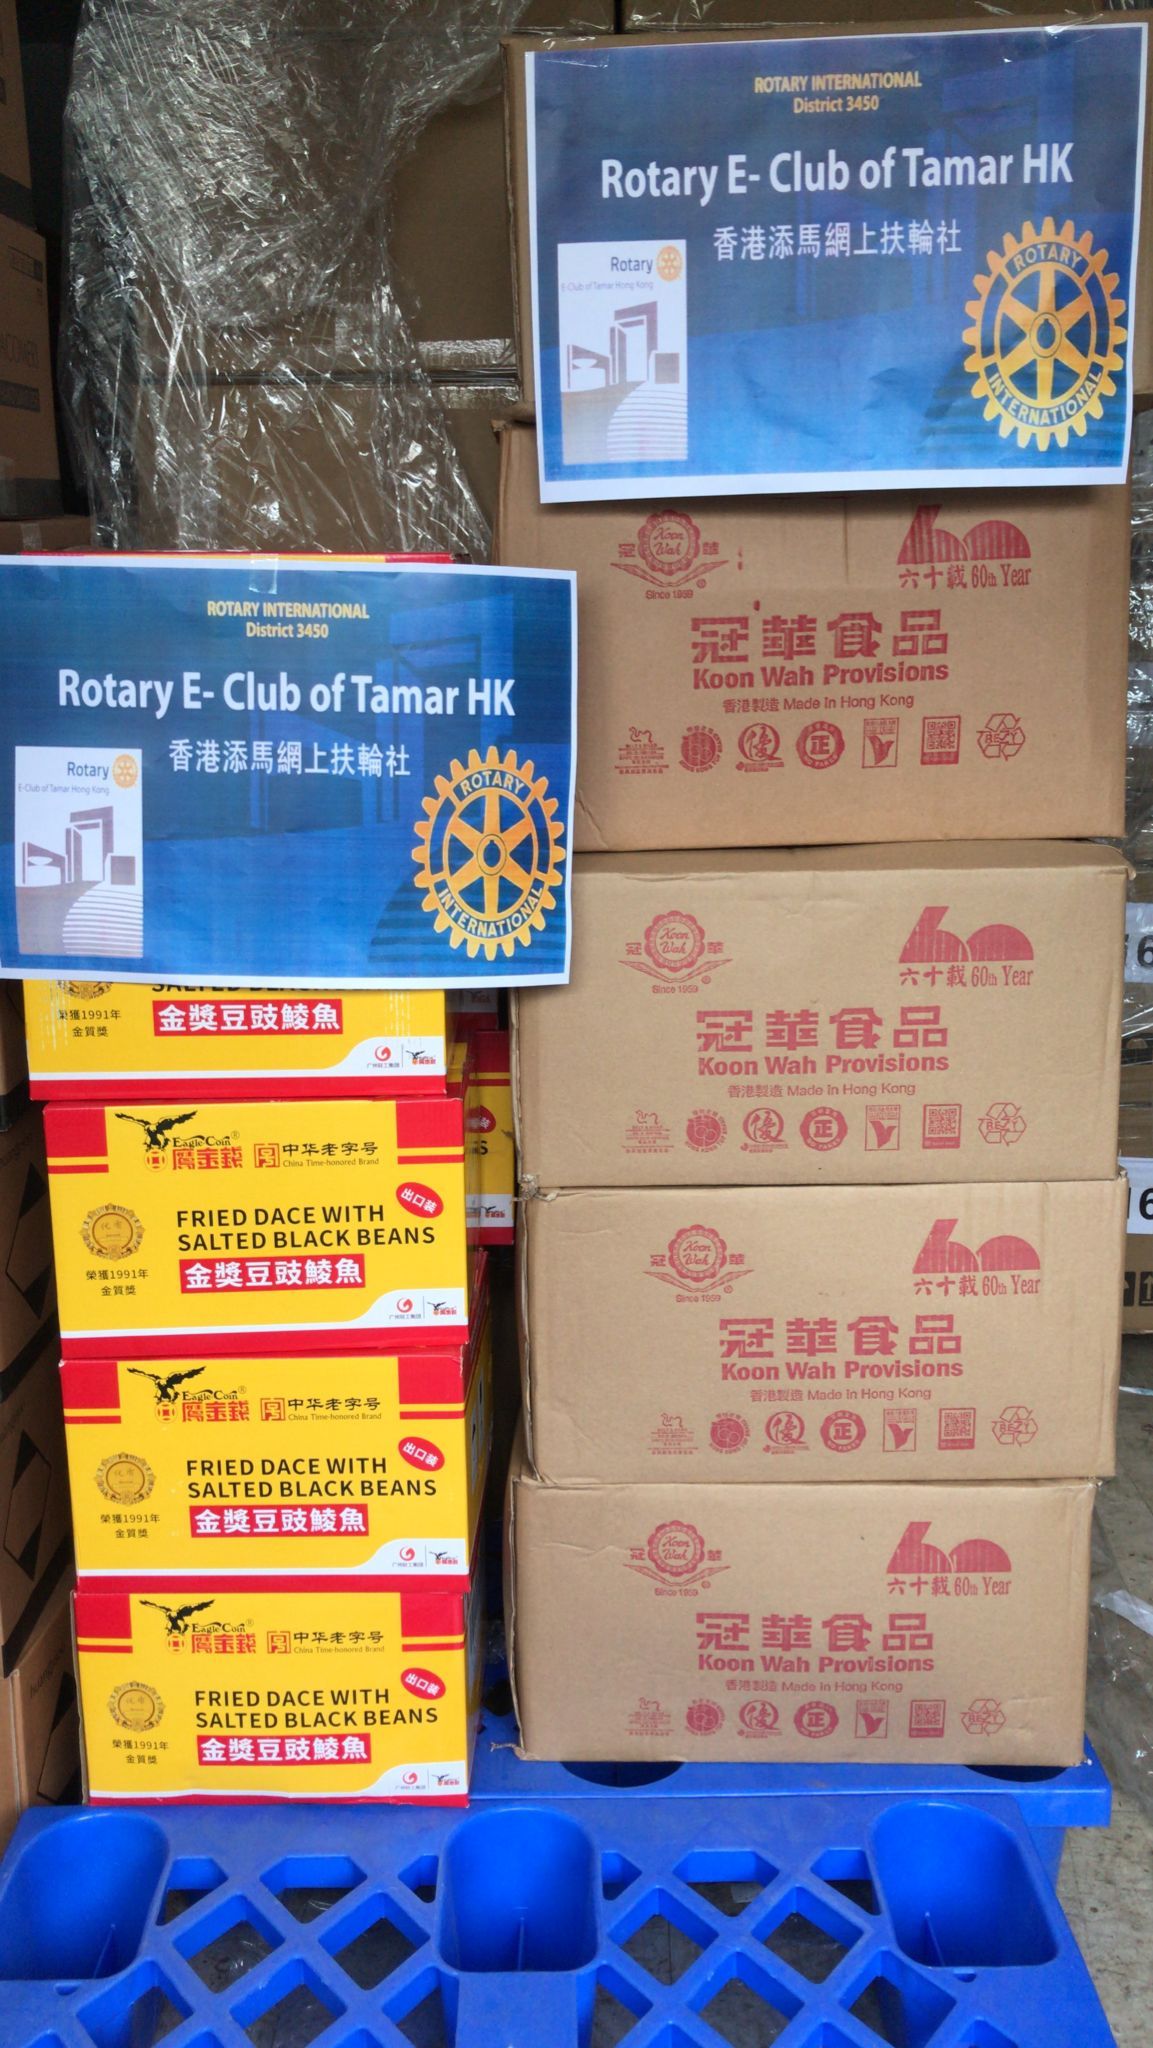 ROTARY INTERNATIONAL
District 3450
Rotary E- Club of Tamar HK
香港添馬網上扶輪社
Rotary
E-Club of Tamar Hong Kong
ROTARY
INTERNATIONAL
Koon Wah
冠 華
Since 1959
六十載 60th Year
冠華食品
Koon Wah Provisions
香港製造 Made in Hong Kong
優
正
REZY
ROTARY INTERNATIONAL
District 3450
Rotary E- Club of Tamar HK
香港添馬網上扶輪社
Rotary
E-Club of Tamar Hong Kong
ROTARY
INTERNATIONAL
榮獲1991年
金質獎
金獎豆豉鯪魚
Koon Wah
冠 華
Since 1959
六十載 60th Year
冠華食品
Koon Wah Provisions
香港製造 Made in Hong Kong
優
正
REZY
Eagle Coin®
鷹金錢
中华老字号
China Time-honored Brand
出口装
FRIED DACE WITH
SALTED BLACK BEANS
榮獲1991年
金質獎
金獎豆豉鯪魚
Koon Wah
冠 華
Since 1959
六十載 60th Year
冠華食品
Koon Wah Provisions
香港製造 Made in Hong Kong
優
正
REZY
Eagle Coin®
鷹金錢
中华老字号
China Time-honored Brand
出口装
FRIED DACE WITH
SALTED BLACK BEANS
榮獲1991年
金質獎
金獎豆豉鯪魚
Koon Wah
冠 華
Since 1959
六十載 60th Year
冠華食品
Koon Wah Provisions
香港製造 Made in Hong Kong
優
正
REZY
Eagle Coin®
鷹金錢
中华老字号
China Time-honored Brand
出口装
FRIED DACE WITH
SALTED BLACK BEANS
榮獲1991年
金質獎
金獎豆豉鯪魚